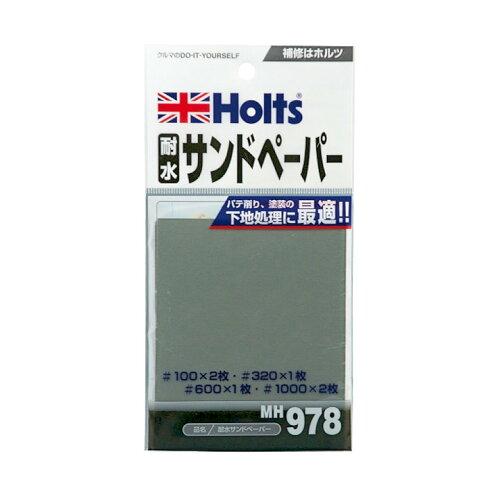 クルマのDO-IT-YOURSELF
補修はホルツ
Holts®
耐水
サンドペーパー
パテ削り、塗装の
下地処理に最適!!
#100×2枚・#320×1枚
#600×1枚・#1000×2枚
MH978
品名/耐水サンドペーパー